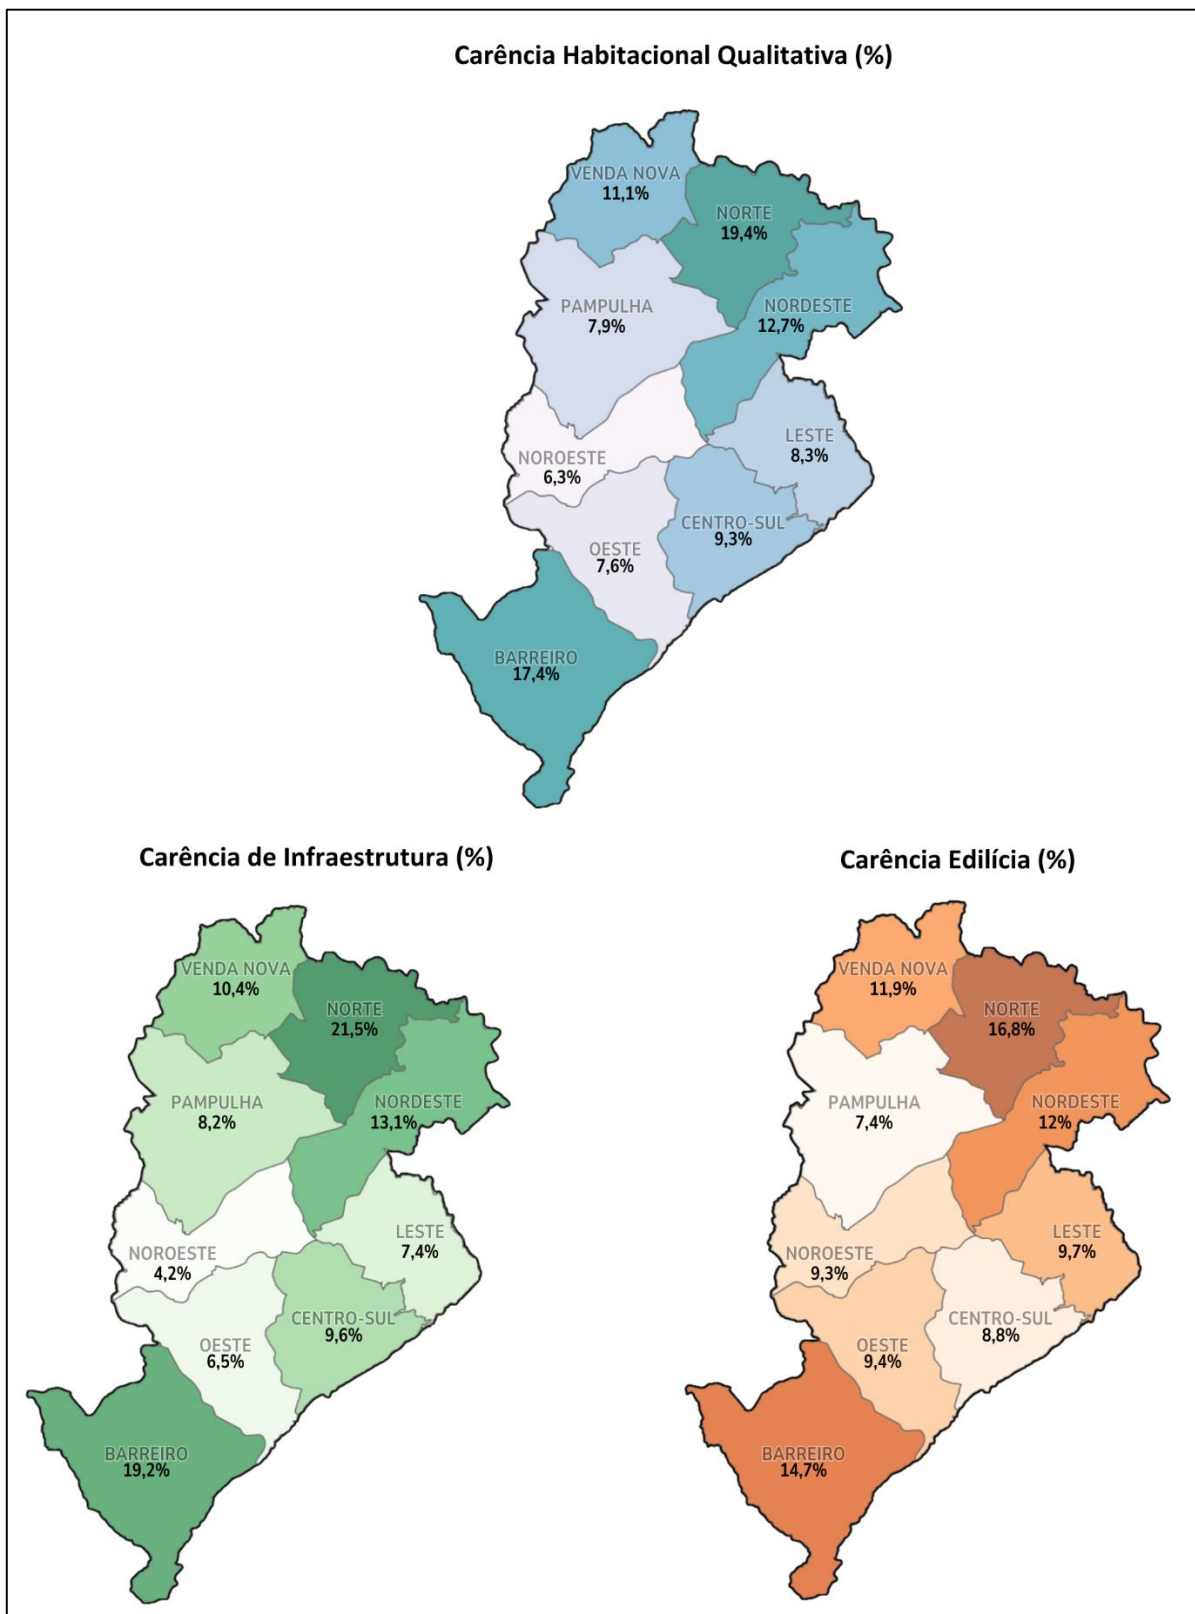 Carência Habitacional Qualitativa (%)
VENDA NOVA
11,1%
NORTE
19,4%
PAMPULHA
7,9%
NORDESTE
12,7%
LESTE
8,3%
NOROESTE
6,3%
CENTRO-SUL
9,3%
OESTE
7,6%
BARREIRO
17,4%
Carência de Infraestrutura (%)
VENDA NOVA
10,4%
NORTE
21,5%
PAMPULHA
8,2%
NORDESTE
13,1%
LESTE
7,4%
NOROESTE
4,2%
CENTRO-SUL
9,6%
OESTE
6,5%
BARREIRO
19,2%
Carência Edilícia (%)
VENDA NOVA
11,9%
NORTE
16,8%
PAMPULHA
7,4%
NORDESTE
12%
LESTE
9,7%
NOROESTE
9,3%
CENTRO-SUL
8,8%
OESTE
9,4%
BARREIRO
14,7%